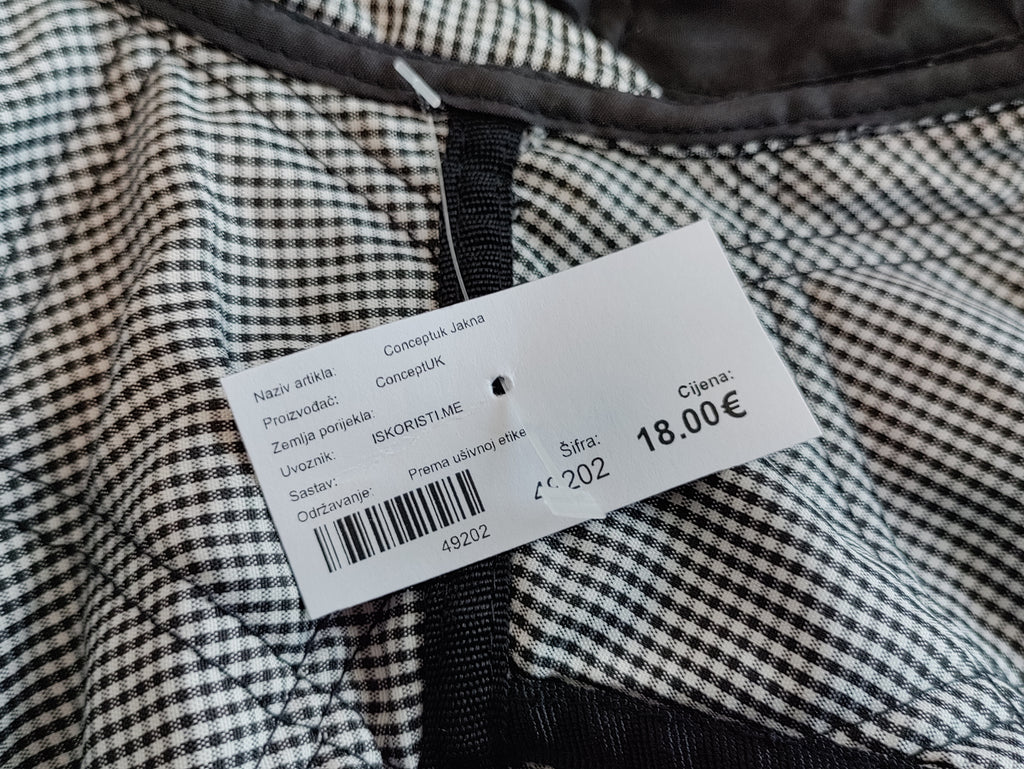 Naziv artikla: Conceptuk Jakna
Proizvođač: ConceptUK
Zemlja porijekla:
Uvoznik: ISKORISTI.ME
Sastav:
Održavanje: Prema ušivnoj etike
49202
Šifra:
49202
Cijena:
18.00€